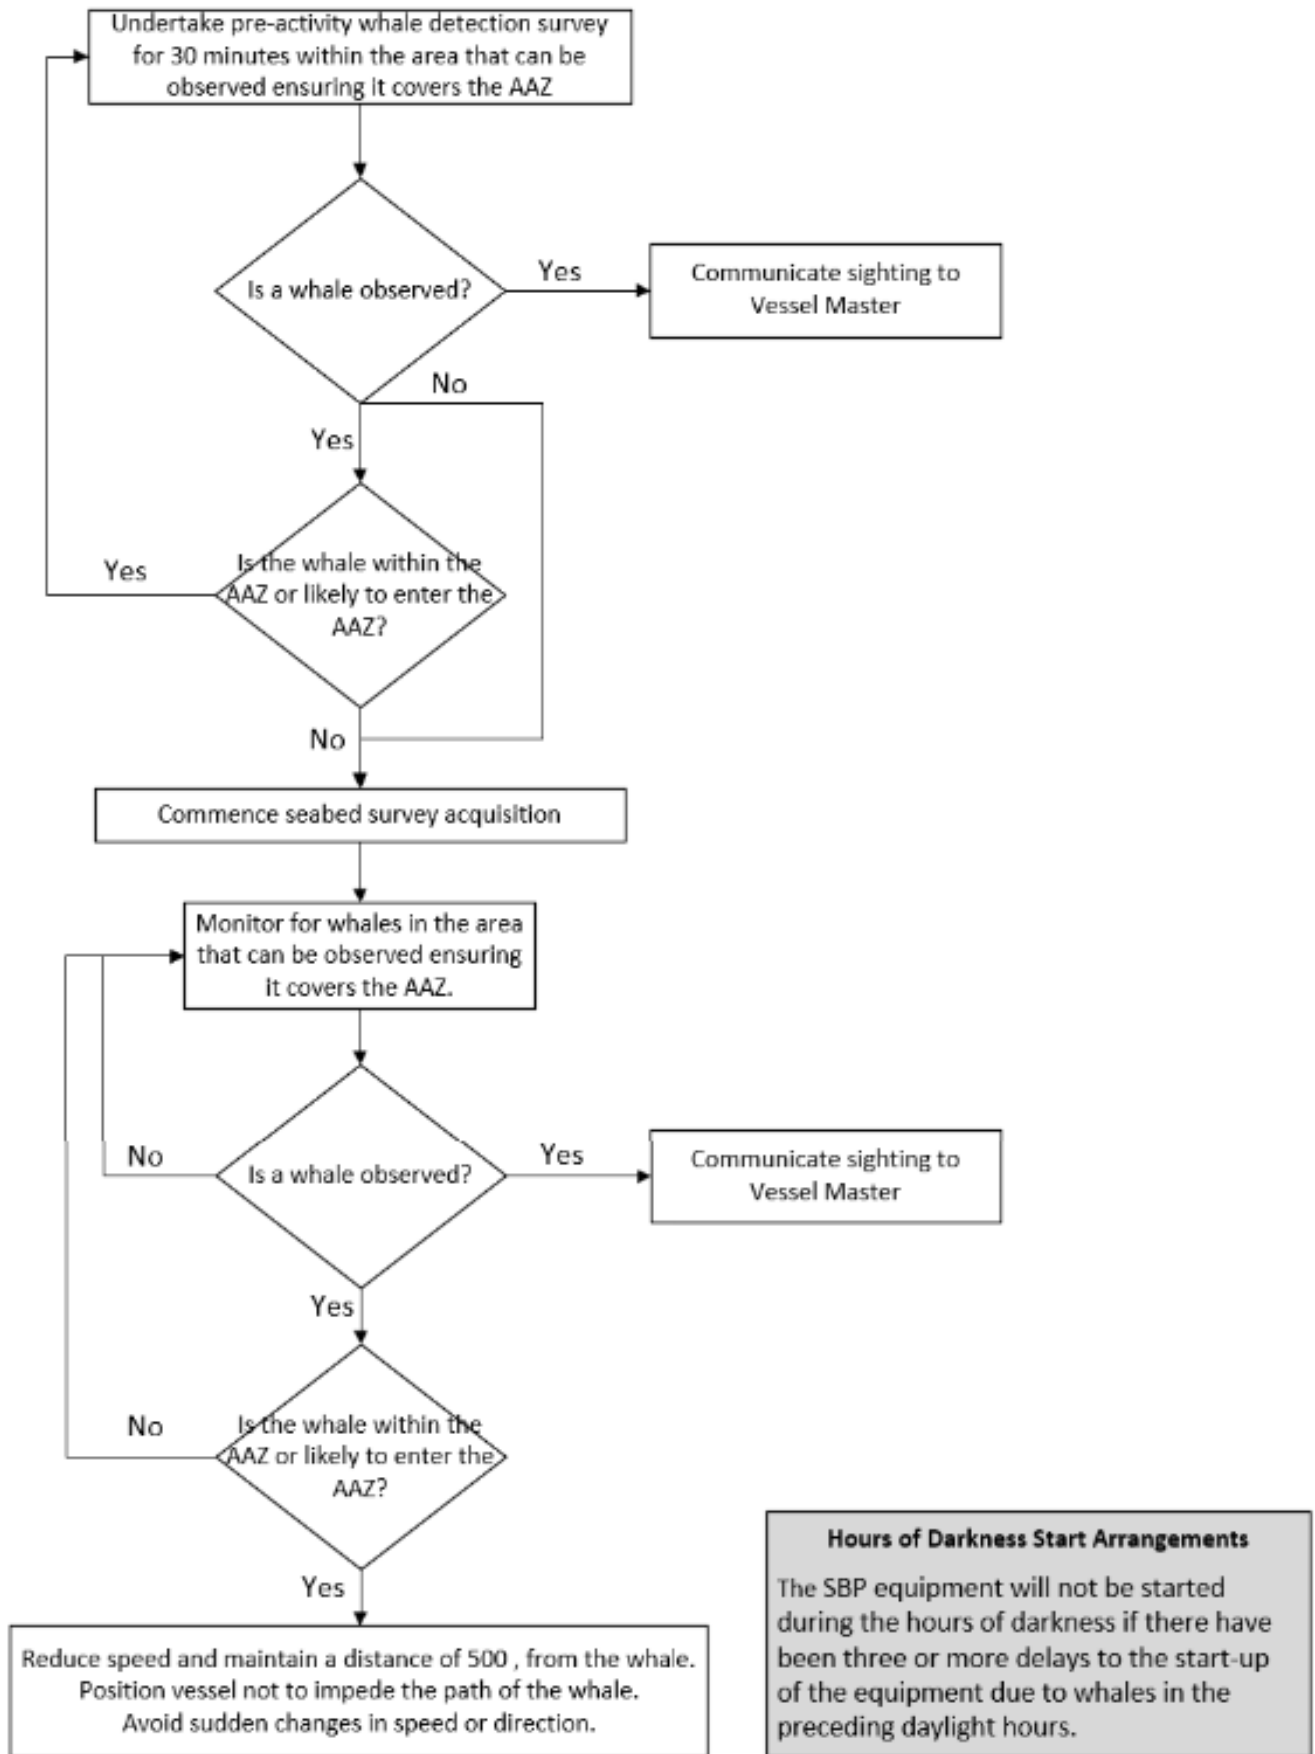 Undertake pre-activity whale detection survey
for 30 minutes within the area that can be
observed ensuring it covers the AAZ
Is a whale observed?
Yes
Communicate sighting to
Vessel Master
No
Yes
Is the whale within the
AAZ or likely to enter the
AAZ?
Yes
No
Commence seabed survey acquisition
Monitor for whales in the area
that can be observed ensuring
it covers the AAZ.
No
Is a whale observed?
Yes
Communicate sighting to
Vessel Master
Yes
No
Is the whale within the
AAZ or likely to enter the
AAZ?
Yes
Reduce speed and maintain a distance of 500 , from the whale.
Position vessel not to impede the path of the whale.
Avoid sudden changes in speed or direction.
Hours of Darkness Start Arrangements
The SBP equipment will not be started
during the hours of darkness if there have
been three or more delays to the start-up
of the equipment due to whales in the
preceding daylight hours.